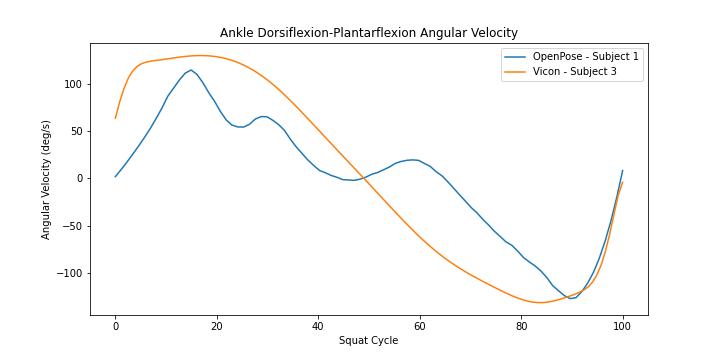 Ankle Dorsiflexion-Plantarflexion Angular Velocity
OpenPose - Subject 1
Vicon - Subject 3
Angular Velocity (deg/s)
100
50
0
−50
−100
0 20 40 60 80 100
Squat Cycle